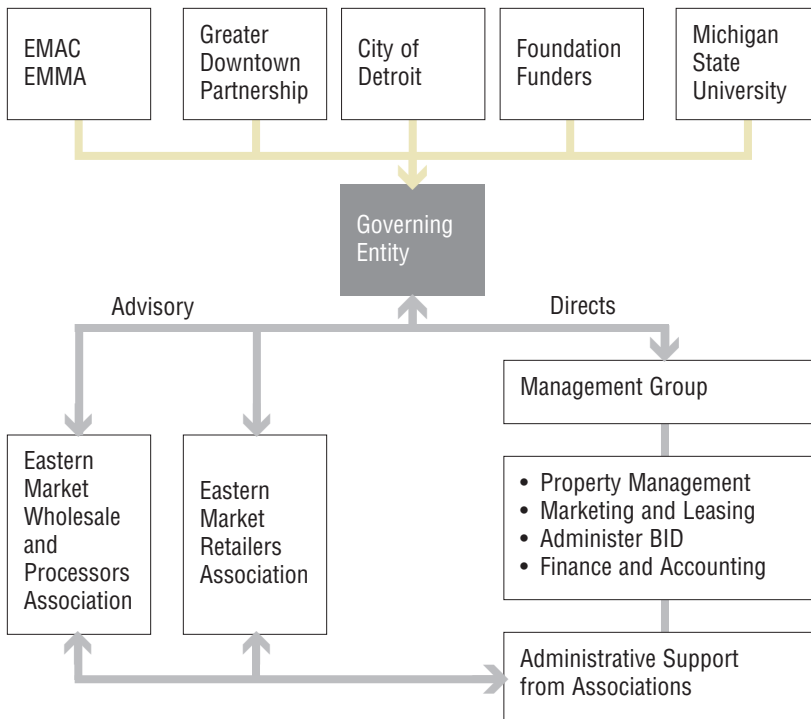 EMAC
EMMA
Greater
Downtown
Partnership
City of
Detroit
Foundation
Funders
Michigan
State
University
Governing
Entity
Advisory
Directs
Management Group
Eastern
Market
Wholesale
and
Processors
Association
Eastern
Market
Retailers
Association
• Property Management
• Marketing and Leasing
• Administer BID
• Finance and Accounting
Administrative Support
from Associations